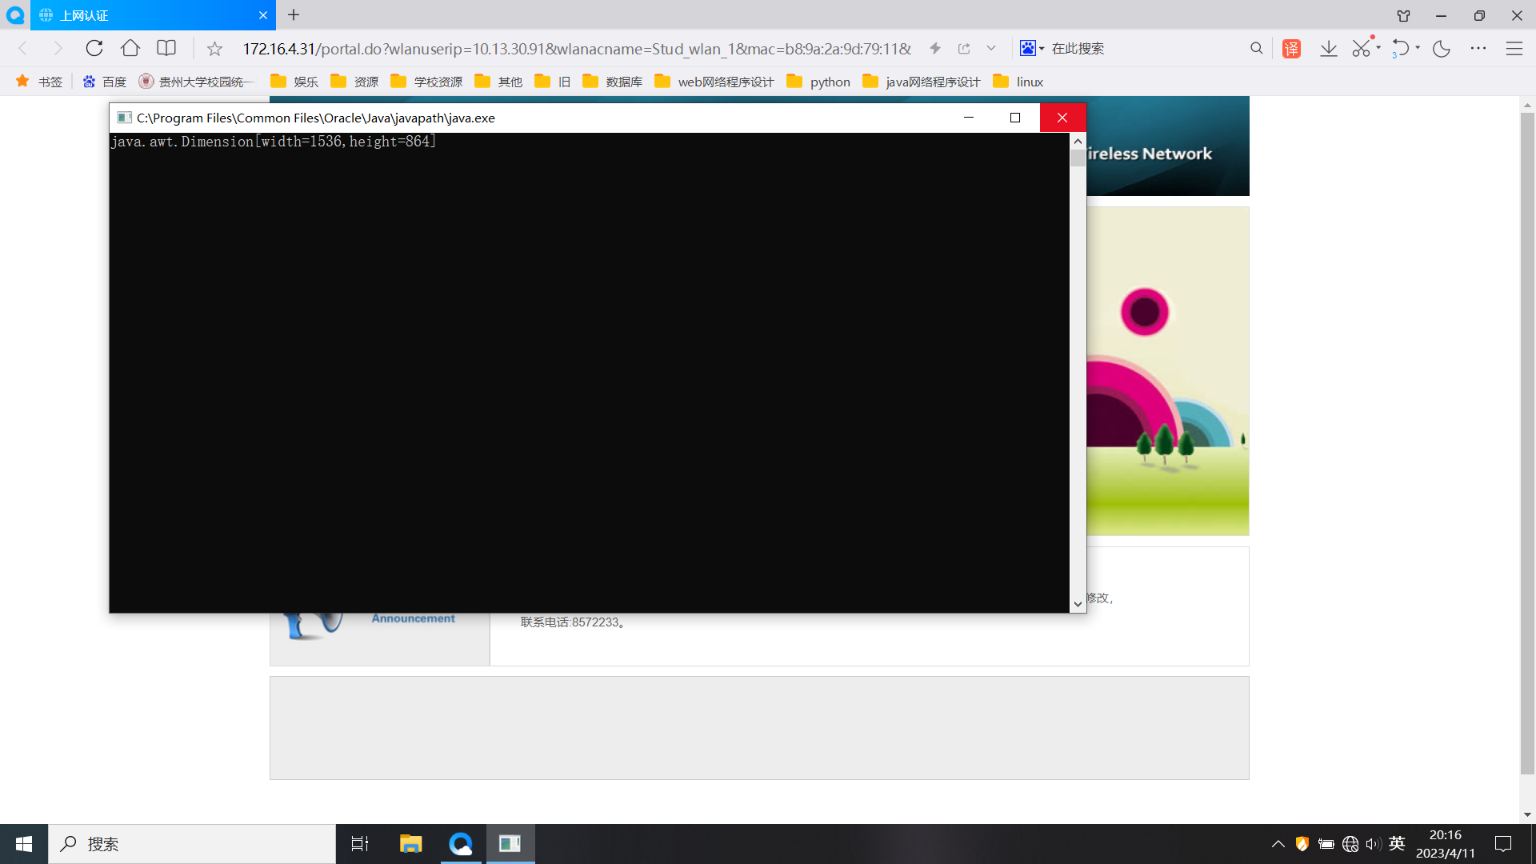 上网认证
172.16.4.31/portal.do?wlanuserip=10.13.30.91&wlanacname=Stud_wlan_1&mac=b8:9a:2a:9d:79:11&
在此搜索
译
3
书签
百度
贵州大学校园统一
娱乐
资源
学校资源
其他
旧
数据库
web网络程序设计
python
java网络程序设计
linux
C:\Program Files\Common Files\Oracle\Java\javapath\java.exe
java.awt.Dimension[width=1536,height=864]
ireless Network
修改,
Announcement
联系电话:8572233。
搜索
英
20:16
2023/4/11